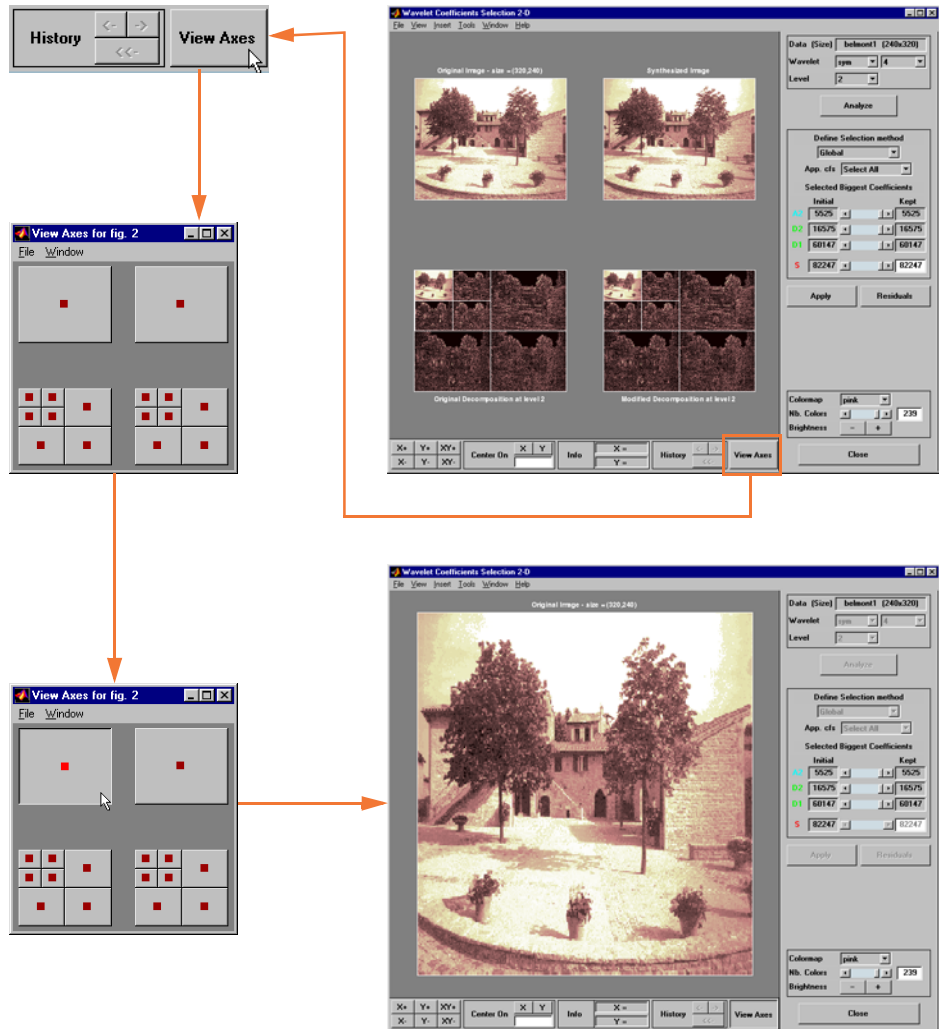 History
<-
->
<<-
View Axes
Wavelet Coefficients Selection 2-D
File View Insert Tools Window Help
Original Image - size = (320,240)
Synthesized Image
Original Decomposition at level 2
Modified Decomposition at level 2
Data (Size) belmont1 (240x320)
Wavelet sym 4
Level 2
Analyze
Define Selection method
Global
App. cfs Select All
Selected Biggest Coefficients
Initial Kept
A2 5525 5525
D2 16575 16575
D1 60147 60147
S 82247 82247
Apply Residuals
Colormap pink
Nb. Colors 239
Brightness - +
Close
X+ Y+ XY+
X- Y- XY-
Center On X Y
Info X =
Y =
History <- ->
<<-
View Axes
View Axes for fig. 2
File Window
View Axes for fig. 2
File Window
Wavelet Coefficients Selection 2-D
File View Insert Tools Window Help
Original Image - size = (320,240)
Data (Size) belmont1 (240x320)
Wavelet sym 4
Level 2
Analyze
Define Selection method
Global
App. cfs Select All
Selected Biggest Coefficients
Initial Kept
A2 5525 5525
D2 16575 16575
D1 60147 60147
S 82247 82247
Apply Residuals
Colormap pink
Nb. Colors 239
Brightness - +
Close
X+ Y+ XY+
X- Y- XY-
Center On X Y
Info X =
Y =
History <- ->
<<-
View Axes